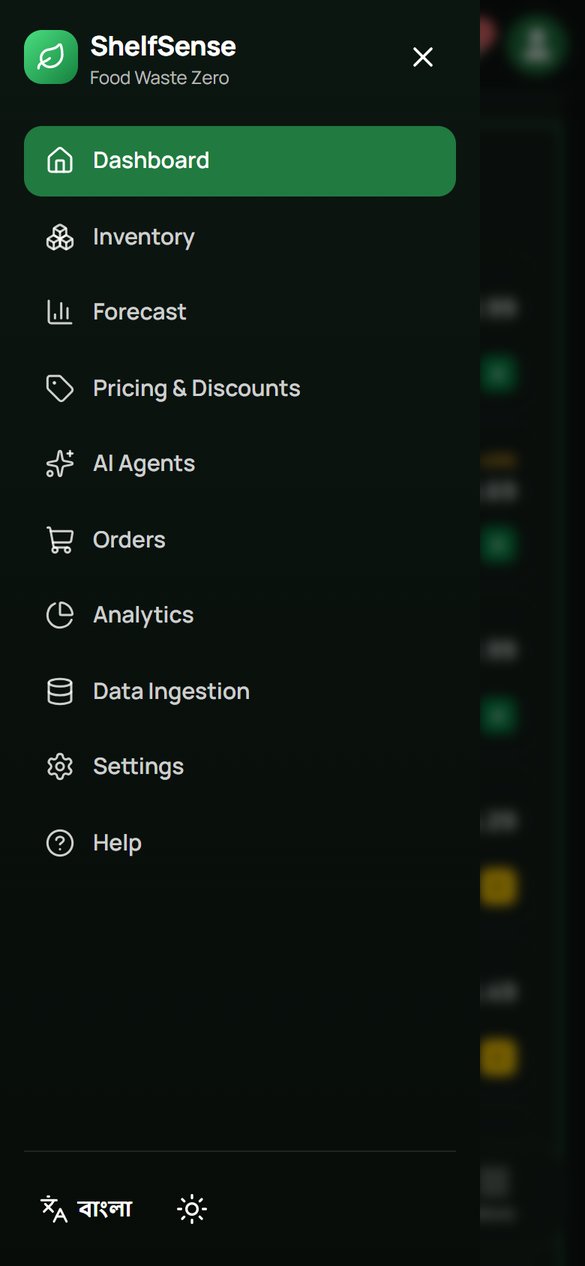 ShelfSense
Food Waste Zero
Dashboard
Inventory
Forecast
Pricing & Discounts
AI Agents
Orders
Analytics
Data Ingestion
Settings
Help
বাংলা